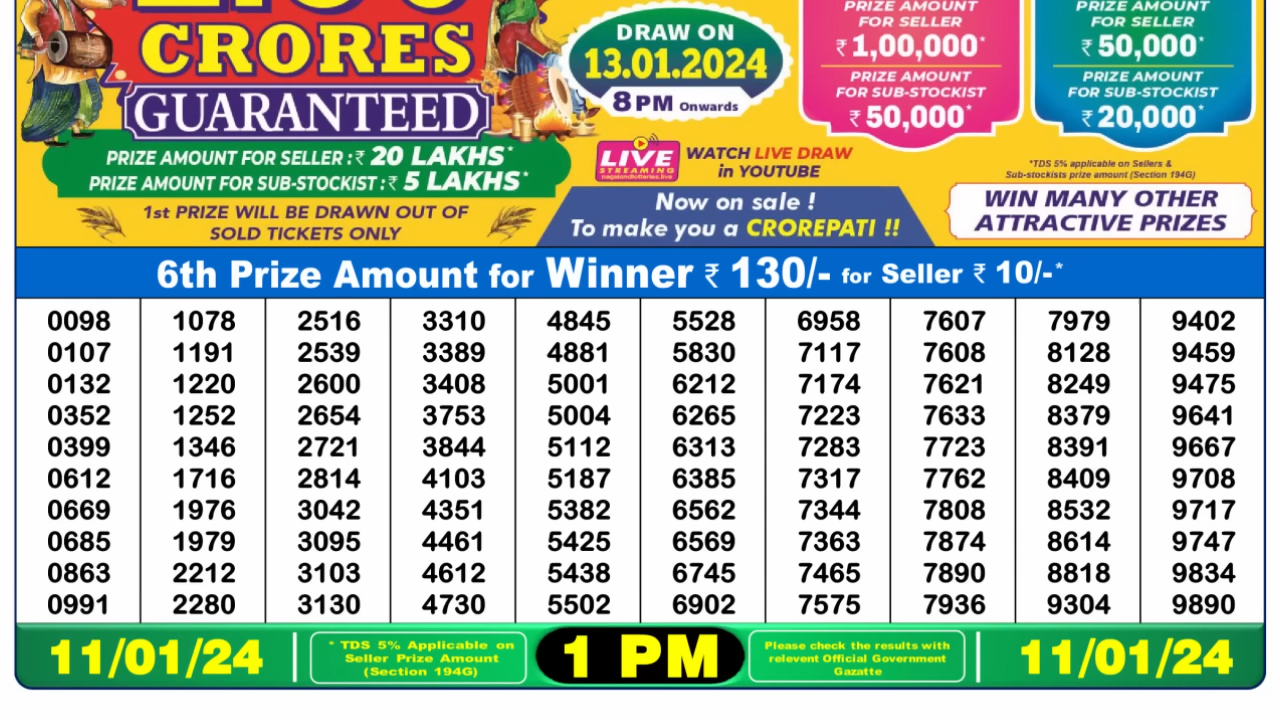 CRORES
GUARANTEED
PRIZE AMOUNT FOR SELLER : ₹ 20 LAKHS*
PRIZE AMOUNT FOR SUB-STOCKIST : ₹ 5 LAKHS*
1st PRIZE WILL BE DRAWN OUT OF
SOLD TICKETS ONLY
DRAW ON
13.01.2024
8 PM Onwards
LIVE
STREAMING
nagalandlotteries.live
WATCH LIVE DRAW
in YOUTUBE
Now on sale !
To make you a CROREPATI !!
PRIZE AMOUNT
FOR SELLER
₹ 1,00,000*
PRIZE AMOUNT
FOR SUB-STOCKIST
₹ 50,000*
PRIZE AMOUNT
FOR SELLER
₹ 50,000*
PRIZE AMOUNT
FOR SUB-STOCKIST
₹ 20,000*
*TDS 5% applicable on Sellers &
Sub-stockists prize amount (Section 194G)
WIN MANY OTHER
ATTRACTIVE PRIZES
6th Prize Amount for Winner ₹ 130/- for Seller ₹ 10/-*
0098 1078 2516 3310 4845 5528 6958 7607 7979 9402
0107 1191 2539 3389 4881 5830 7117 7608 8128 9459
0132 1220 2600 3408 5001 6212 7174 7621 8249 9475
0352 1252 2654 3753 5004 6265 7223 7633 8379 9641
0399 1346 2721 3844 5112 6313 7283 7723 8391 9667
0612 1716 2814 4103 5187 6385 7317 7762 8409 9708
0669 1976 3042 4351 5382 6562 7344 7808 8532 9717
0685 1979 3095 4461 5425 6569 7363 7874 8614 9747
0863 2212 3103 4612 5438 6745 7465 7890 8818 9834
0991 2280 3130 4730 5502 6902 7575 7936 9304 9890
11/01/24
* TDS 5% Applicable on
Seller Prize Amount
(Section 194G)
1 PM
Please check the results with
relevent Official Government
Gazatte
11/01/24